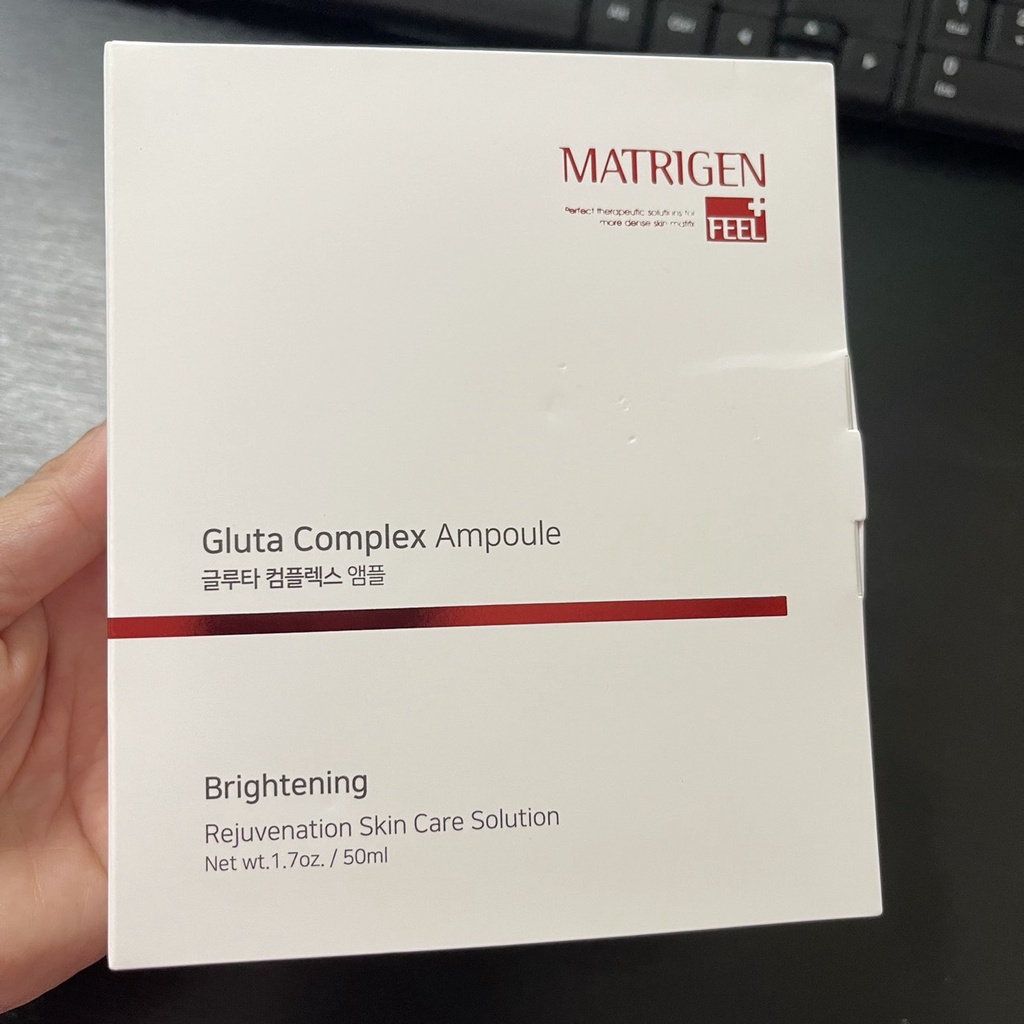 MATRIGEN
Perfect therapeutic solutions for
more dense skin matrix
FEEL
Gluta Complex Ampoule
글루타 컴플렉스 앰플
Brightening
Rejuvenation Skin Care Solution
Net wt.1.7oz. / 50ml